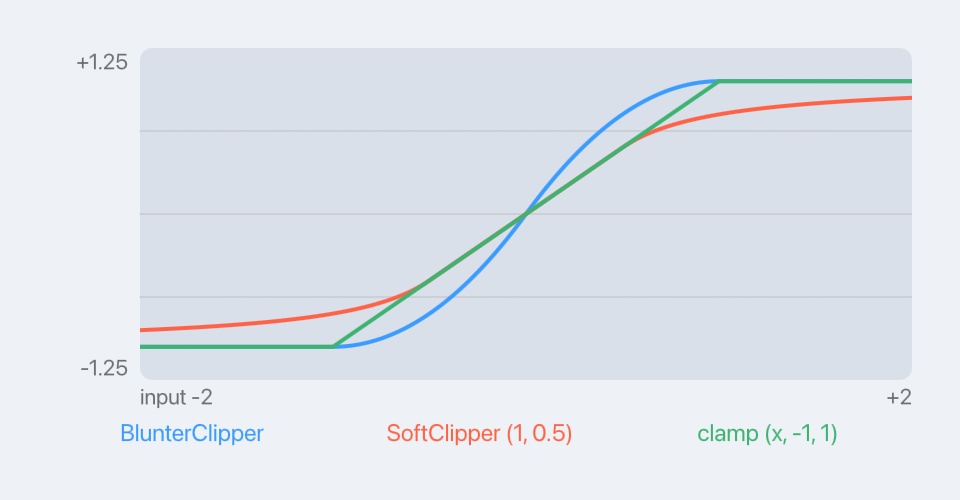 +1.25
-1.25
input -2 +2
BlunterClipper SoftClipper (1, 0.5) clamp (x, -1, 1)